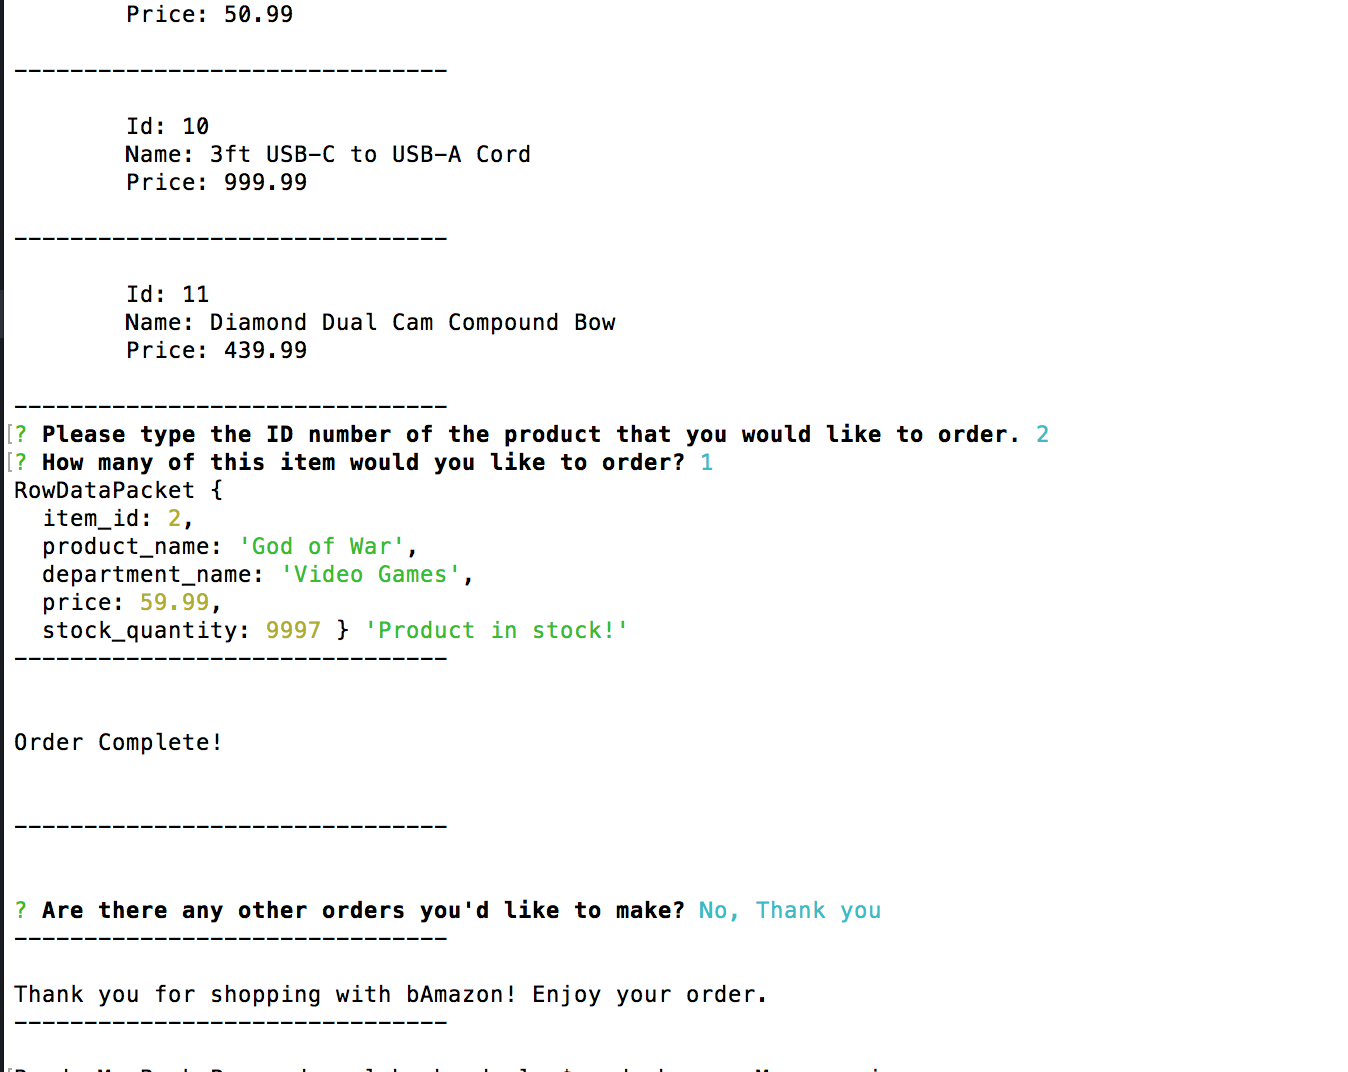 Price: 50.99
-------------------------------
Id: 10
Name: 3ft USB-C to USB-A Cord
Price: 999.99
-------------------------------
Id: 11
Name: Diamond Dual Cam Compound Bow
Price: 439.99
-------------------------------
[? Please type the ID number of the product that you would like to order. 2
[? How many of this item would you like to order? 1
RowDataPacket {
item_id: 2,
product_name: 'God of War',
department_name: 'Video Games',
price: 59.99,
stock_quantity: 9997 } 'Product in stock!'
-------------------------------
Order Complete!
-------------------------------
? Are there any other orders you'd like to make? No, Thank you
-------------------------------
Thank you for shopping with bAmazon! Enjoy your order.
-------------------------------